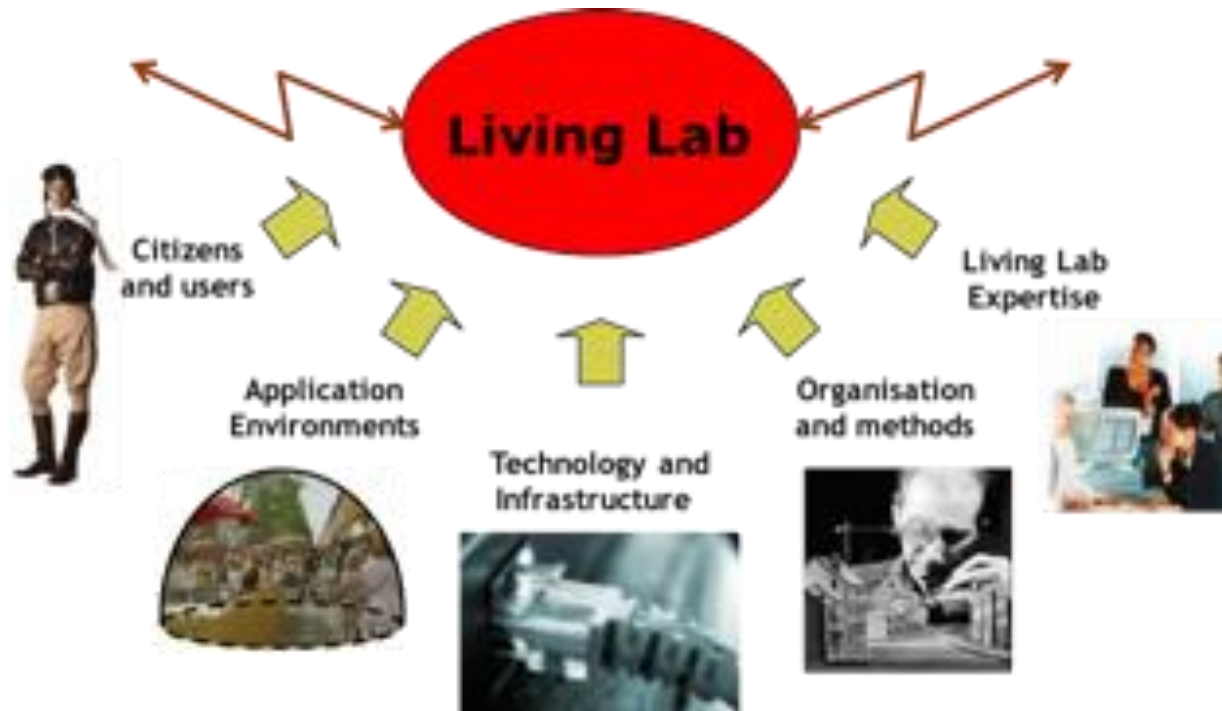 Living Lab
Citizens
and users
Application
Environments
Technology and
Infrastructure
Organisation
and methods
Living Lab
Expertise